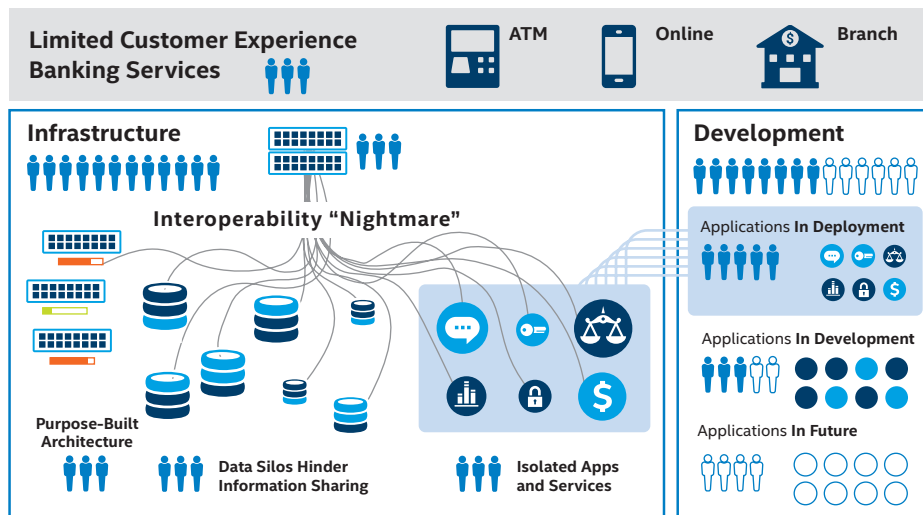 Limited Customer Experience
Banking Services
ATM
Online
Branch
$
Infrastructure
Interoperability “Nightmare”
$
Purpose-Built
Architecture
Data Silos Hinder
Information Sharing
Isolated Apps
and Services
Development
Applications In Deployment
$
Applications In Development
Applications In Future